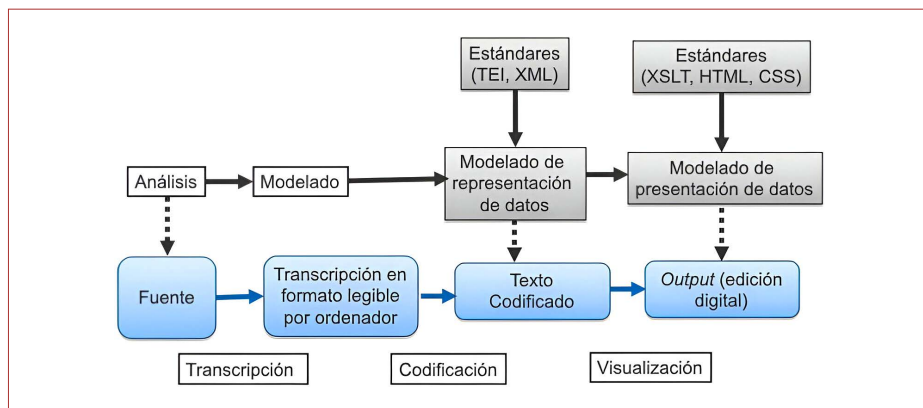 Estándares
(TEI, XML)
Estándares
(XSLT, HTML, CSS)
Análisis
Modelado
Modelado de
representación
de datos
Modelado de
presentación de datos
Fuente
Transcripción en
formato legible
por ordenador
Texto
Codificado
Output (edición
digital)
Transcripción
Codificación
Visualización